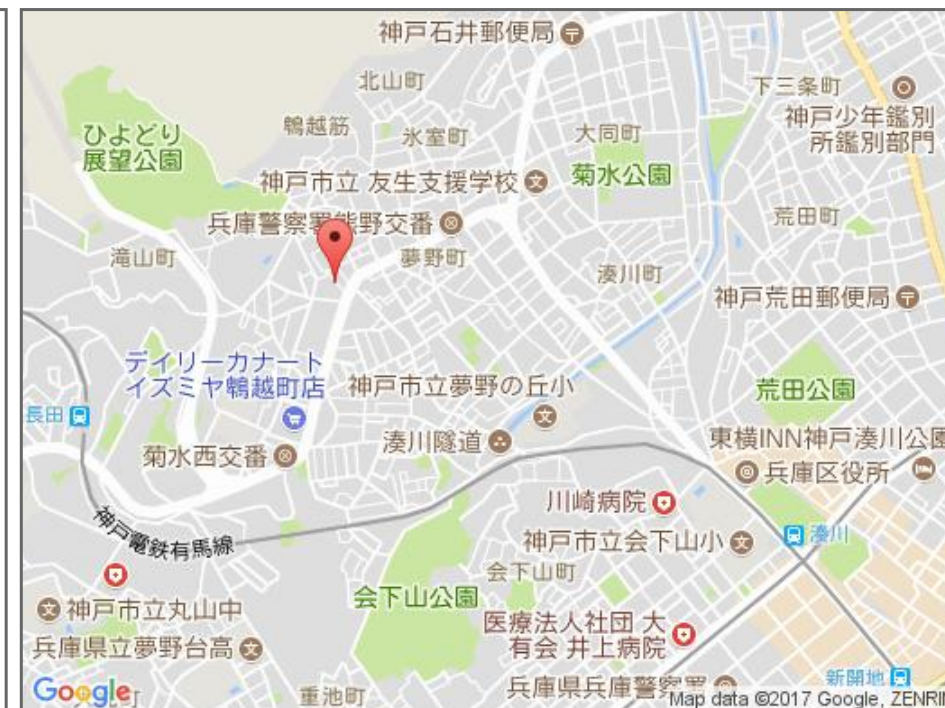 神戸石井郵便局
北山町
下三条町
神戸少年鑑別
所鑑別部門
ひよどり
展望公園
鵯越筋
氷室町
大同町
神戸市立 友生支援学校
菊水公園
兵庫警察署熊野交番
荒田町
滝山町
夢野町
湊川町
神戸荒田郵便局
デイリーカナート
イズミヤ鵯越町店
神戸市立夢野の丘小
荒田公園
長田
菊水西交番
湊川隧道
東横INN神戸湊川公園
兵庫区役所
川崎病院
神戸電鉄有馬線
神戸市立会下山小
湊川
会下山町
会下山公園
神戸市立丸山中
医療法人社団 大
有会 井上病院
兵庫県立夢野台高
新開地
Google
重池町
兵庫県兵庫警察署
Map data ©2017 Google, ZENRI